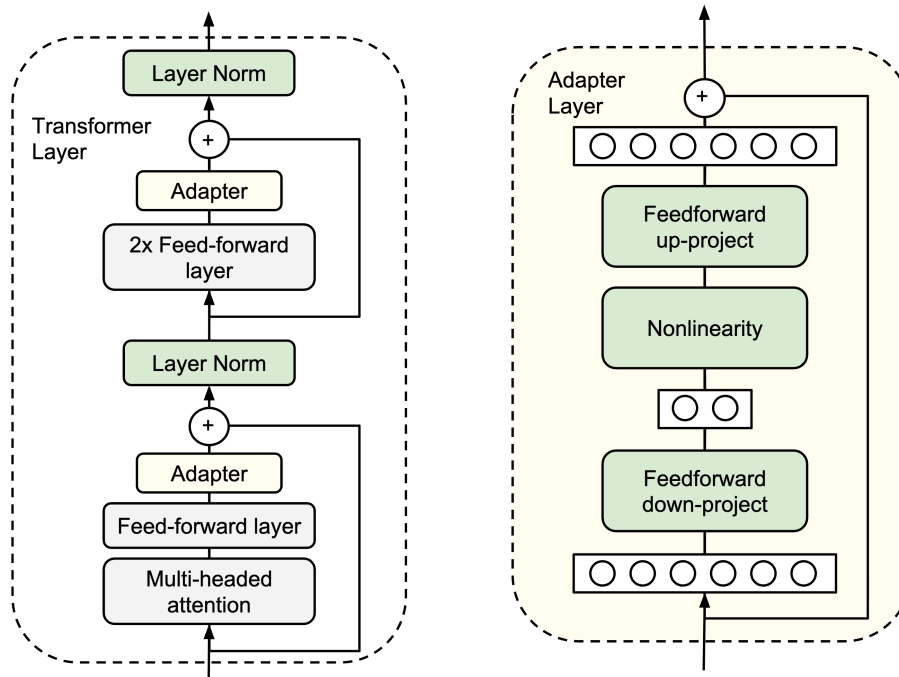 Layer Norm
Transformer
Layer
+
Adapter
2x Feed-forward
layer
Layer Norm
+
Adapter
Feed-forward layer
Multi-headed
attention
Adapter
Layer
+
Feedforward
up-project
Nonlinearity
Feedforward
down-project